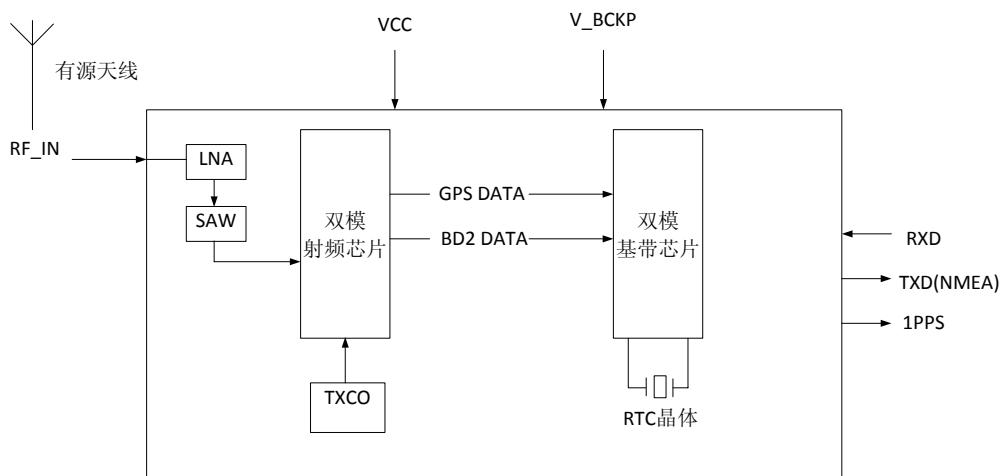 VCC
V_BCKP
有源天线
RF_IN
LNA
SAW
双模
射频芯片
GPS DATA
BD2 DATA
双模
基带芯片
RXD
TXD(NMEA)
1PPS
TXCO
RTC晶体